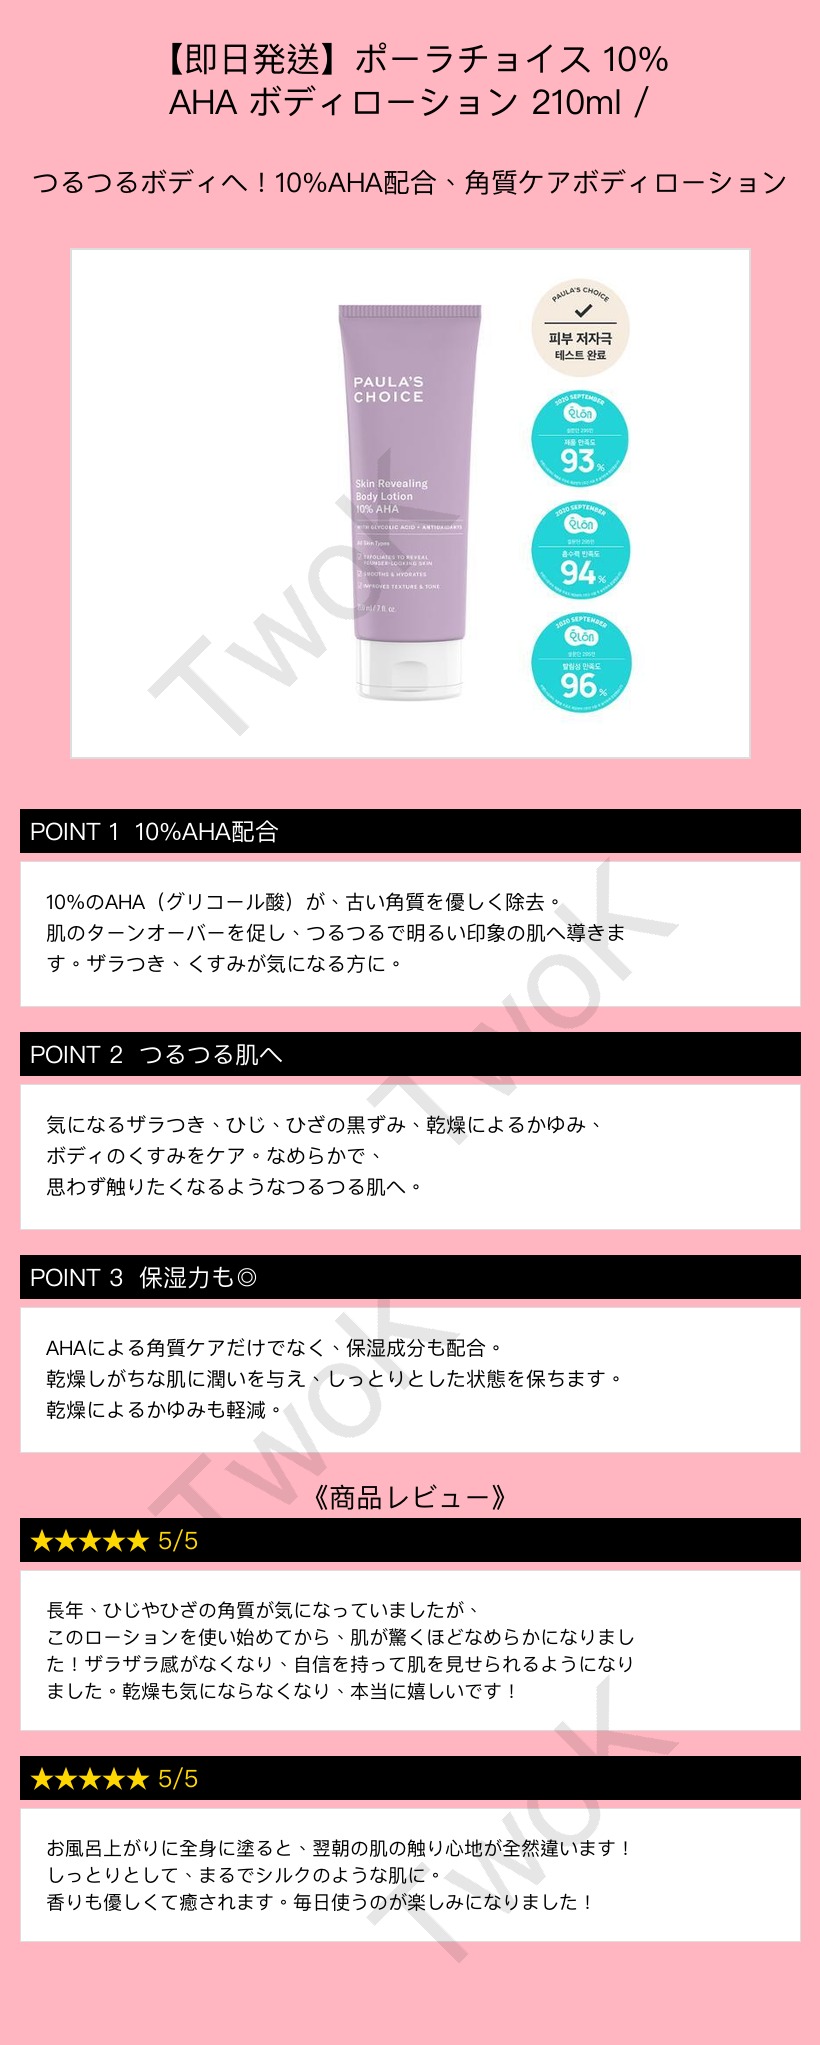 【即日発送】ポーラチョイス 10%
AHA ボディローション 210ml /
つるつるボディへ！10%AHA配合、角質ケアボディローション
PAULA'S CHOICE
피부 저자극
테스트 완료
PAULA'S
CHOICE
Skin Revealing
Body Lotion
10% AHA
WITH GLYCOLIC ACID + ANTIOXIDANTS
All Skin Types
EXFOLIATES TO REVEAL
YOUNGER-LOOKING SKIN
SMOOTHS & HYDRATES
IMPROVES TEXTURE & TONE
2020 SEPTEMBER
제품 만족도
93%
2020 SEPTEMBER
흡수력 만족도
94%
2020 SEPTEMBER
발림성 만족도
96%
TwoK
POINT 1 10%AHA配合
10%のAHA（グリコール酸）が、古い角質を優しく除去。
肌のターンオーバーを促し、つるつるで明るい印象の肌へ導きま
す。ザラつき、くすみが気になる方に。
TwoK
POINT 2 つるつる肌へ
気になるザラつき、ひじ、ひざの黒ずみ、乾燥によるかゆみ、
ボディのくすみをケア。なめらかで、
思わず触りたくなるようなつるつる肌へ。
POINT 3 保湿力も◎
AHAによる角質ケアだけでなく、保湿成分も配合。
乾燥しがちな肌に潤いを与え、しっとりとした状態を保ちます。
乾燥によるかゆみも軽減。
TwoK
《商品レビュー》
★★★★★ 5/5
長年、ひじやひざの角質が気になっていましたが、
このローションを使い始めてから、肌が驚くほどなめらかになりまし
た！ザラザラ感がなくなり、自信を持って肌を見せられるようになり
ました。乾燥も気にならなくなり、本当に嬉しいです！
★★★★★ 5/5
お風呂上がりに全身に塗ると、翌朝の肌の触り心地が全然違います！
しっとりとして、まるでシルクのような肌に。
香りも優しくて癒されます。毎日使うのが楽しみになりました！
TwoK